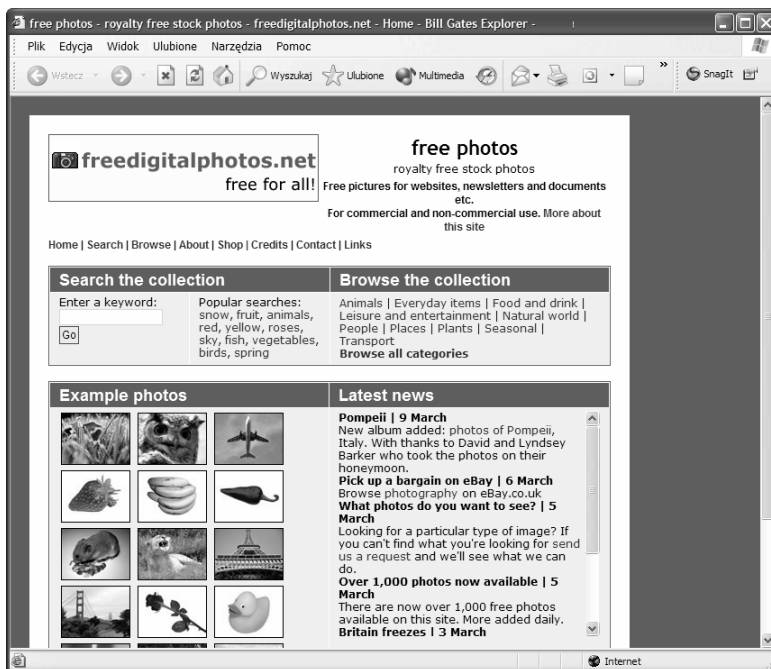 free photos - royalty free stock photos - freedigitalphotos.net - Home - Bill Gates Explorer -
Plik Edycja Widok Ulubione Narzędzia Pomoc
Wstecz Wyszukaj Ulubione Multimedia » SnagIt
freedigitalphotos.net
free for all!
free photos
royalty free stock photos
Free pictures for websites, newsletters and documents
etc.
For commercial and non-commercial use. More about
this site
Home | Search | Browse | About | Shop | Credits | Contact | Links
Search the collection
Enter a keyword:
Go
Popular searches:
snow, fruit, animals,
red, yellow, roses,
sky, fish, vegetables,
birds, spring
Browse the collection
Animals | Everyday items | Food and drink |
Leisure and entertainment | Natural world |
People | Places | Plants | Seasonal |
Transport
Browse all categories
Example photos
Latest news
Pompeii | 9 March
New album added: photos of Pompeii,
Italy. With thanks to David and Lyndsey
Barker who took the photos on their
honeymoon.
Pick up a bargain on eBay | 6 March
Browse photography on eBay.co.uk
What photos do you want to see? | 5
March
Looking for a particular type of image? If
you can't find what you're looking for send
us a request and we'll see what we can
do.
Over 1,000 photos now available | 5
March
There are now over 1,000 free photos
available on this site. More added daily.
Britain freezes | 3 March
Internet